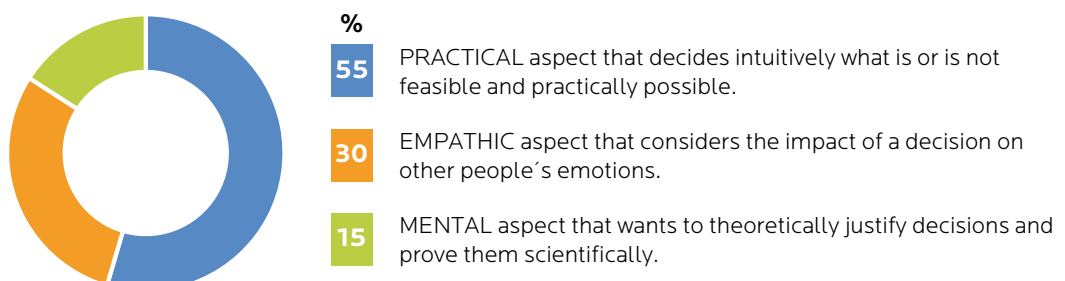 %
55
PRACTICAL aspect that decides intuitively what is or is not
feasible and practically possible.
30
EMPATHIC aspect that considers the impact of a decision on
other people´s emotions.
15
MENTAL aspect that wants to theoretically justify decisions and
prove them scientifically.